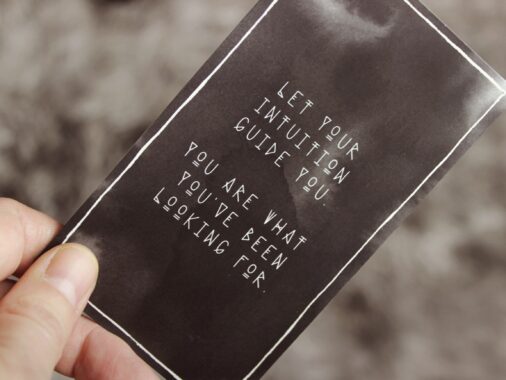 LET YOUR
INTUITION
GUIDE YOU.
YOU ARE WHAT
YOU'VE BEEN
LOOKING FOR.